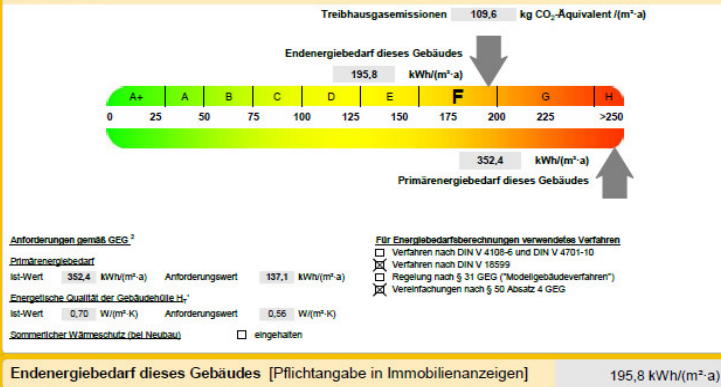 Treibhausgasemissionen 109,6 kg CO₂-Äquivalent /(m²·a)
Endenergiebedarf dieses Gebäudes
195,8 kWh/(m²·a)
A+ A B C D E F G H
0 25 50 75 100 125 150 175 200 225 >250
352,4 kWh/(m²·a)
Primärenergiebedarf dieses Gebäudes
Anforderungen gemäß GEG ²
Primärenergiebedarf
Ist-Wert 352,4 kWh/(m²·a) Anforderungswert 137,1 kWh/(m²·a)
Energetische Qualität der Gebäudehülle H_T'
Ist-Wert 0,70 W/(m²·K) Anforderungswert 0,56 W/(m²·K)
Sommerlicher Wärmeschutz (bei Neubau) ☐ eingehalten
Für Energiebedarfsberechnungen verwendetes Verfahren
☐ Verfahren nach DIN V 4108-6 und DIN V 4701-10
☒ Verfahren nach DIN V 18599
☐ Regelung nach § 31 GEG ("Modellgebäudeverfahren")
☒ Vereinfachungen nach § 50 Absatz 4 GEG
Endenergiebedarf dieses Gebäudes [Pflichtangabe in Immobilienanzeigen] 195,8 kWh/(m²·a)